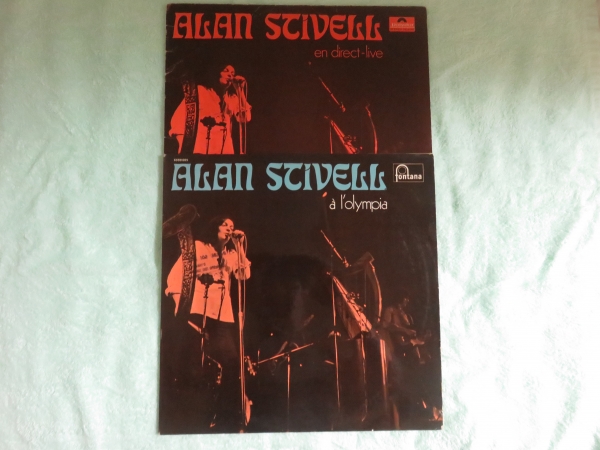 ALAN STIVELL
en direct-live
ALAN STIVELL
fontana
à l'olympia